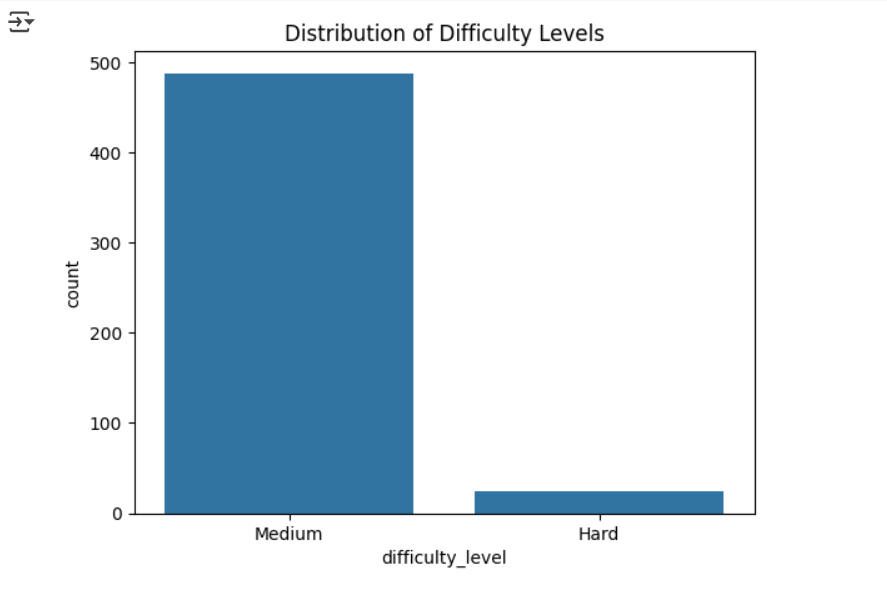 Distribution of Difficulty Levels
500
400
300
200
100
0
count
Medium
Hard
difficulty_level